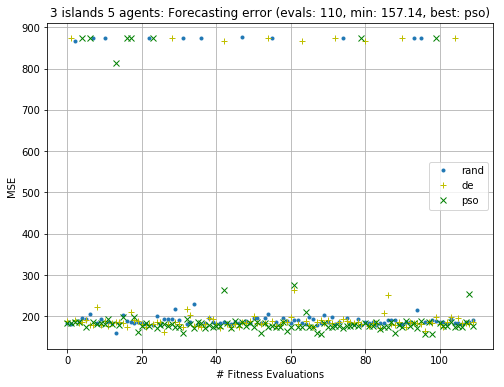 3 islands 5 agents: Forecasting error (evals: 110, min: 157.14, best: pso)
900
800
700
600
500
400
300
200
MSE
rand
de
pso
0 20 40 60 80 100
# Fitness Evaluations